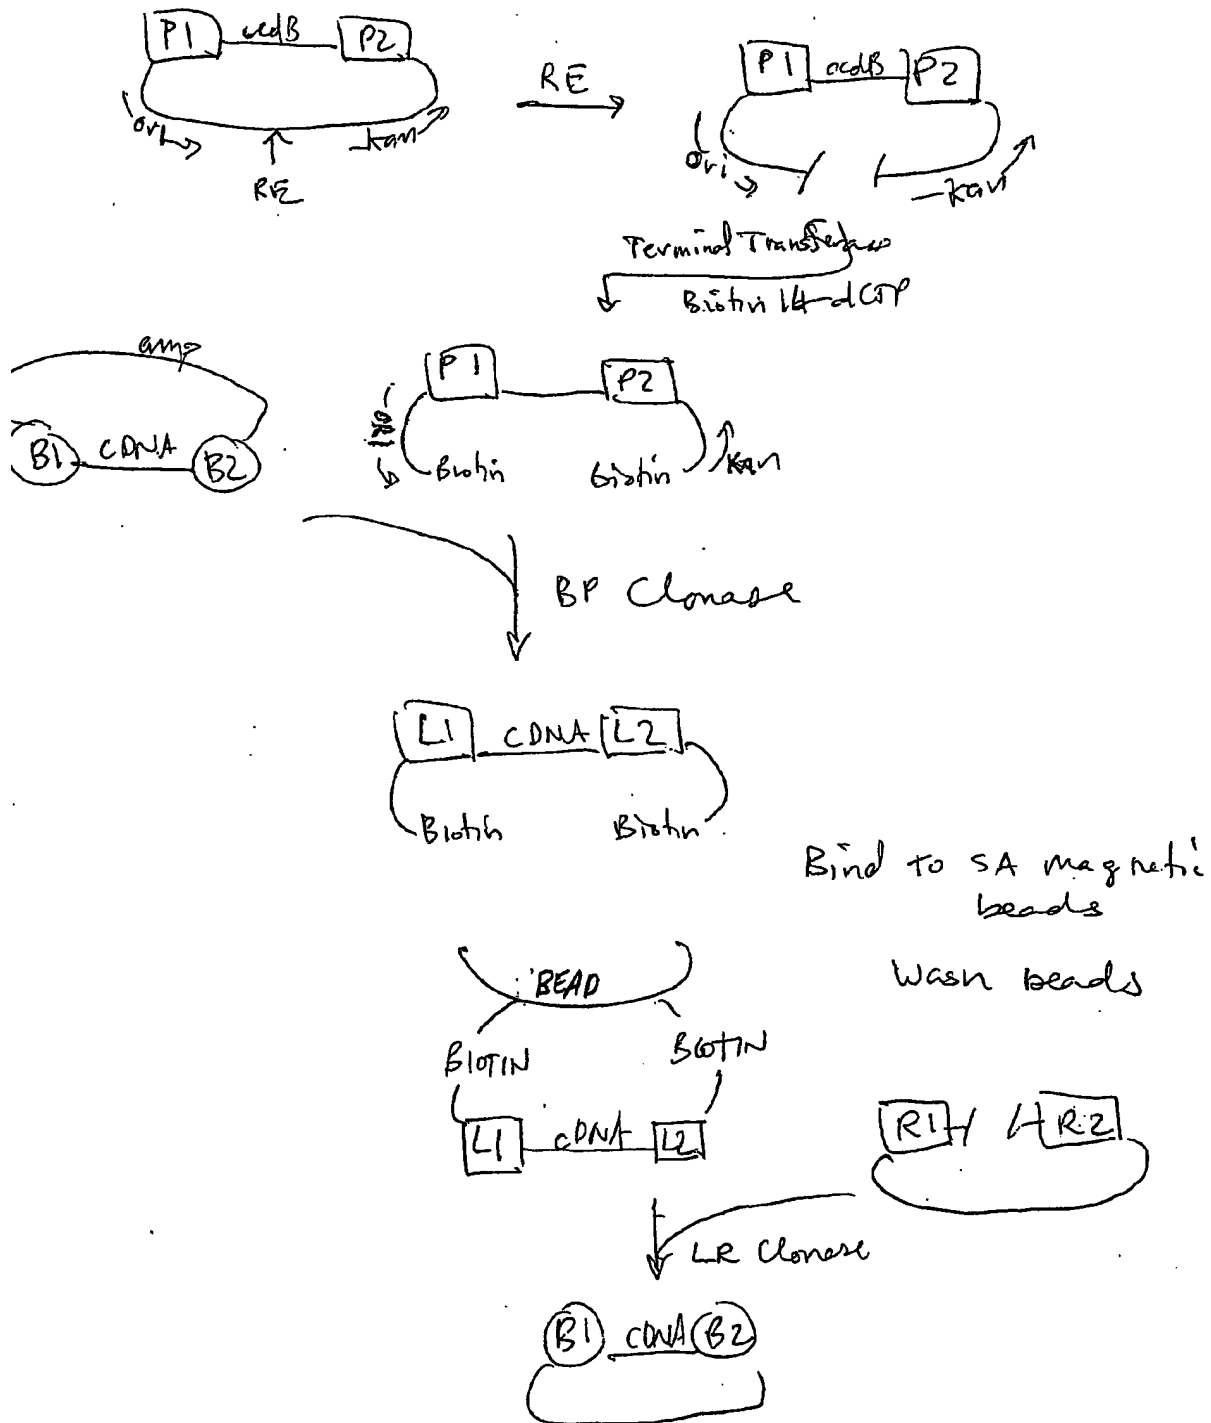 P1 ccdB P2
ori kan
RE
RE
P1 ccdB P2
ori kan
Terminal Transferase
Biotin 14-dCTP
amp
B1 CDNA B2
P1 P2
ORI Kan
Biotin Biotin
BP Clonase
L1 CDNA L2
Biotin Biotin
Bind to SA magnetic
beads
Wash beads
BEAD
BIOTIN BIOTIN
L1 cDNA L2
R1 R2
LR Clonase
B1 CDNA B2